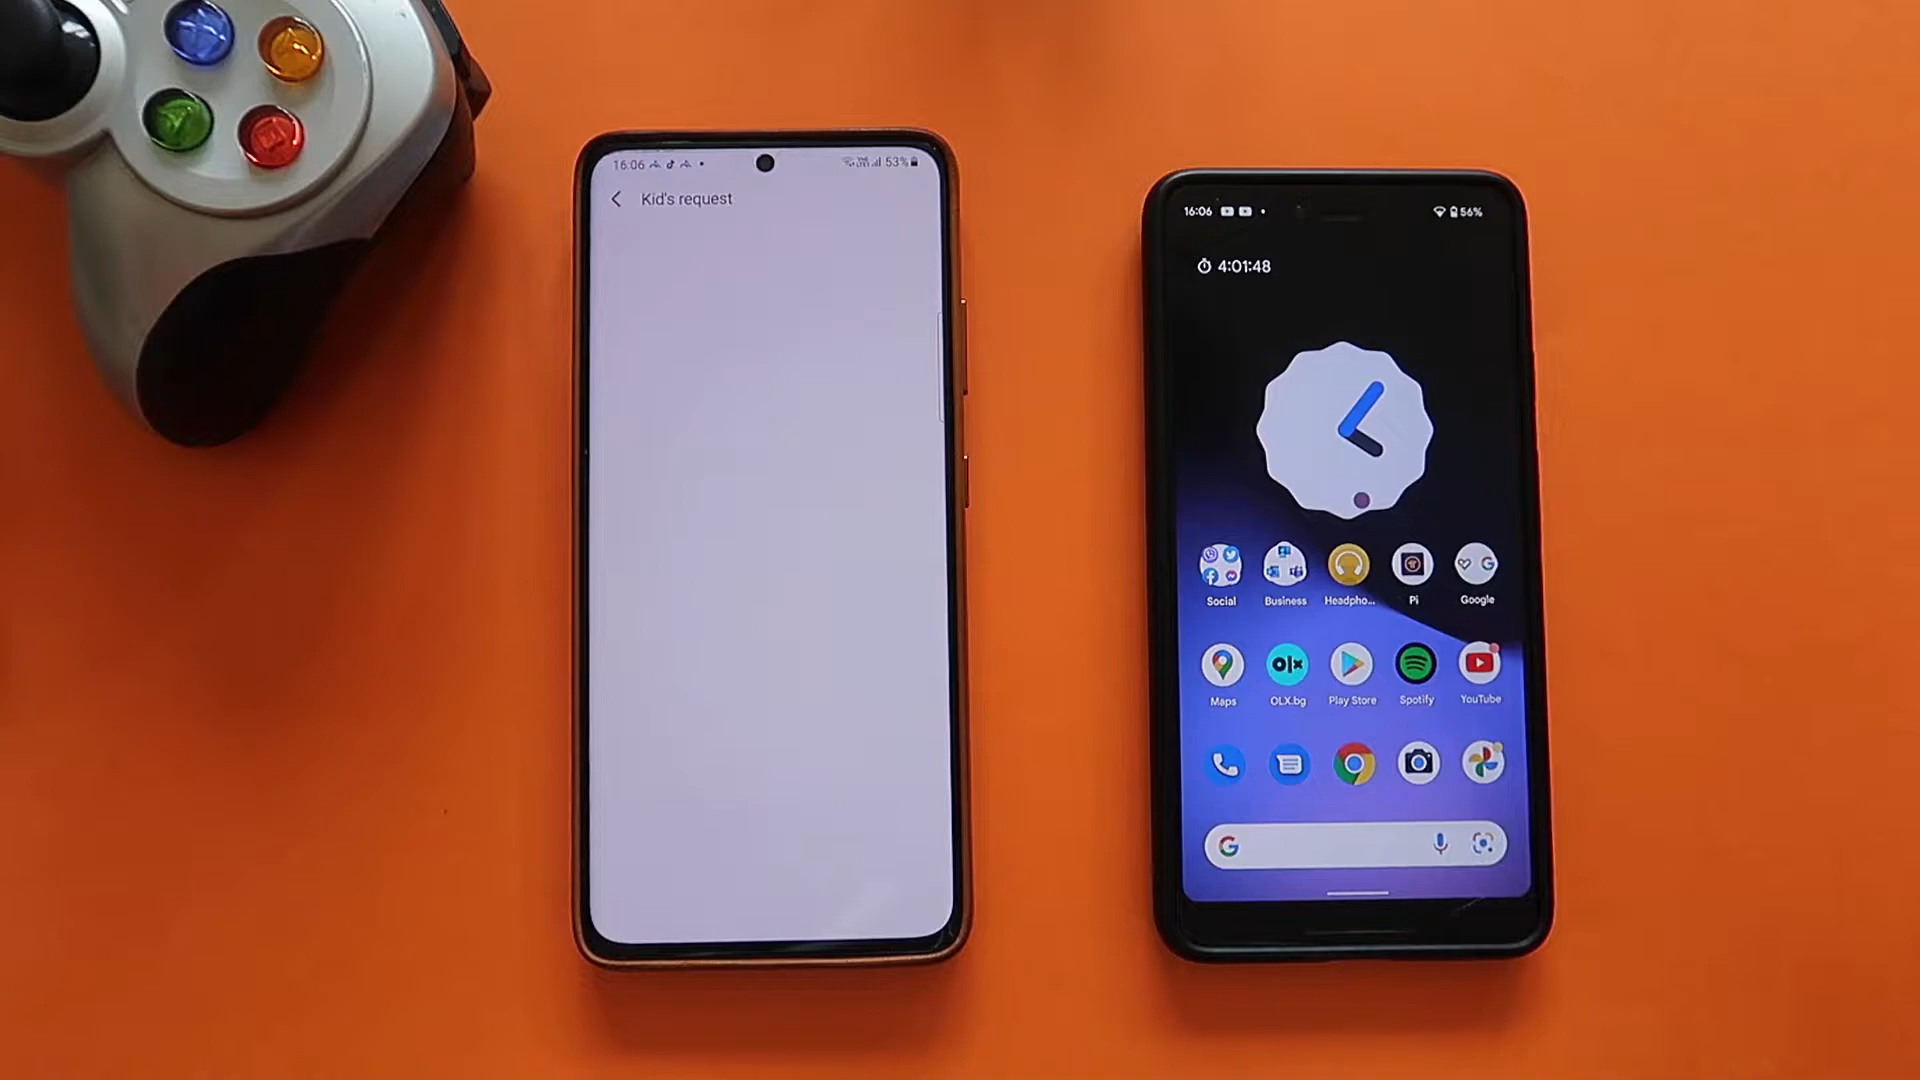 16:06
53%
Kid's request
16:06
56%
4:01:48
Social
Business
Headpho...
Pi
Google
Maps
OLX.bg
Play Store
Spotify
YouTube
olx
G
G